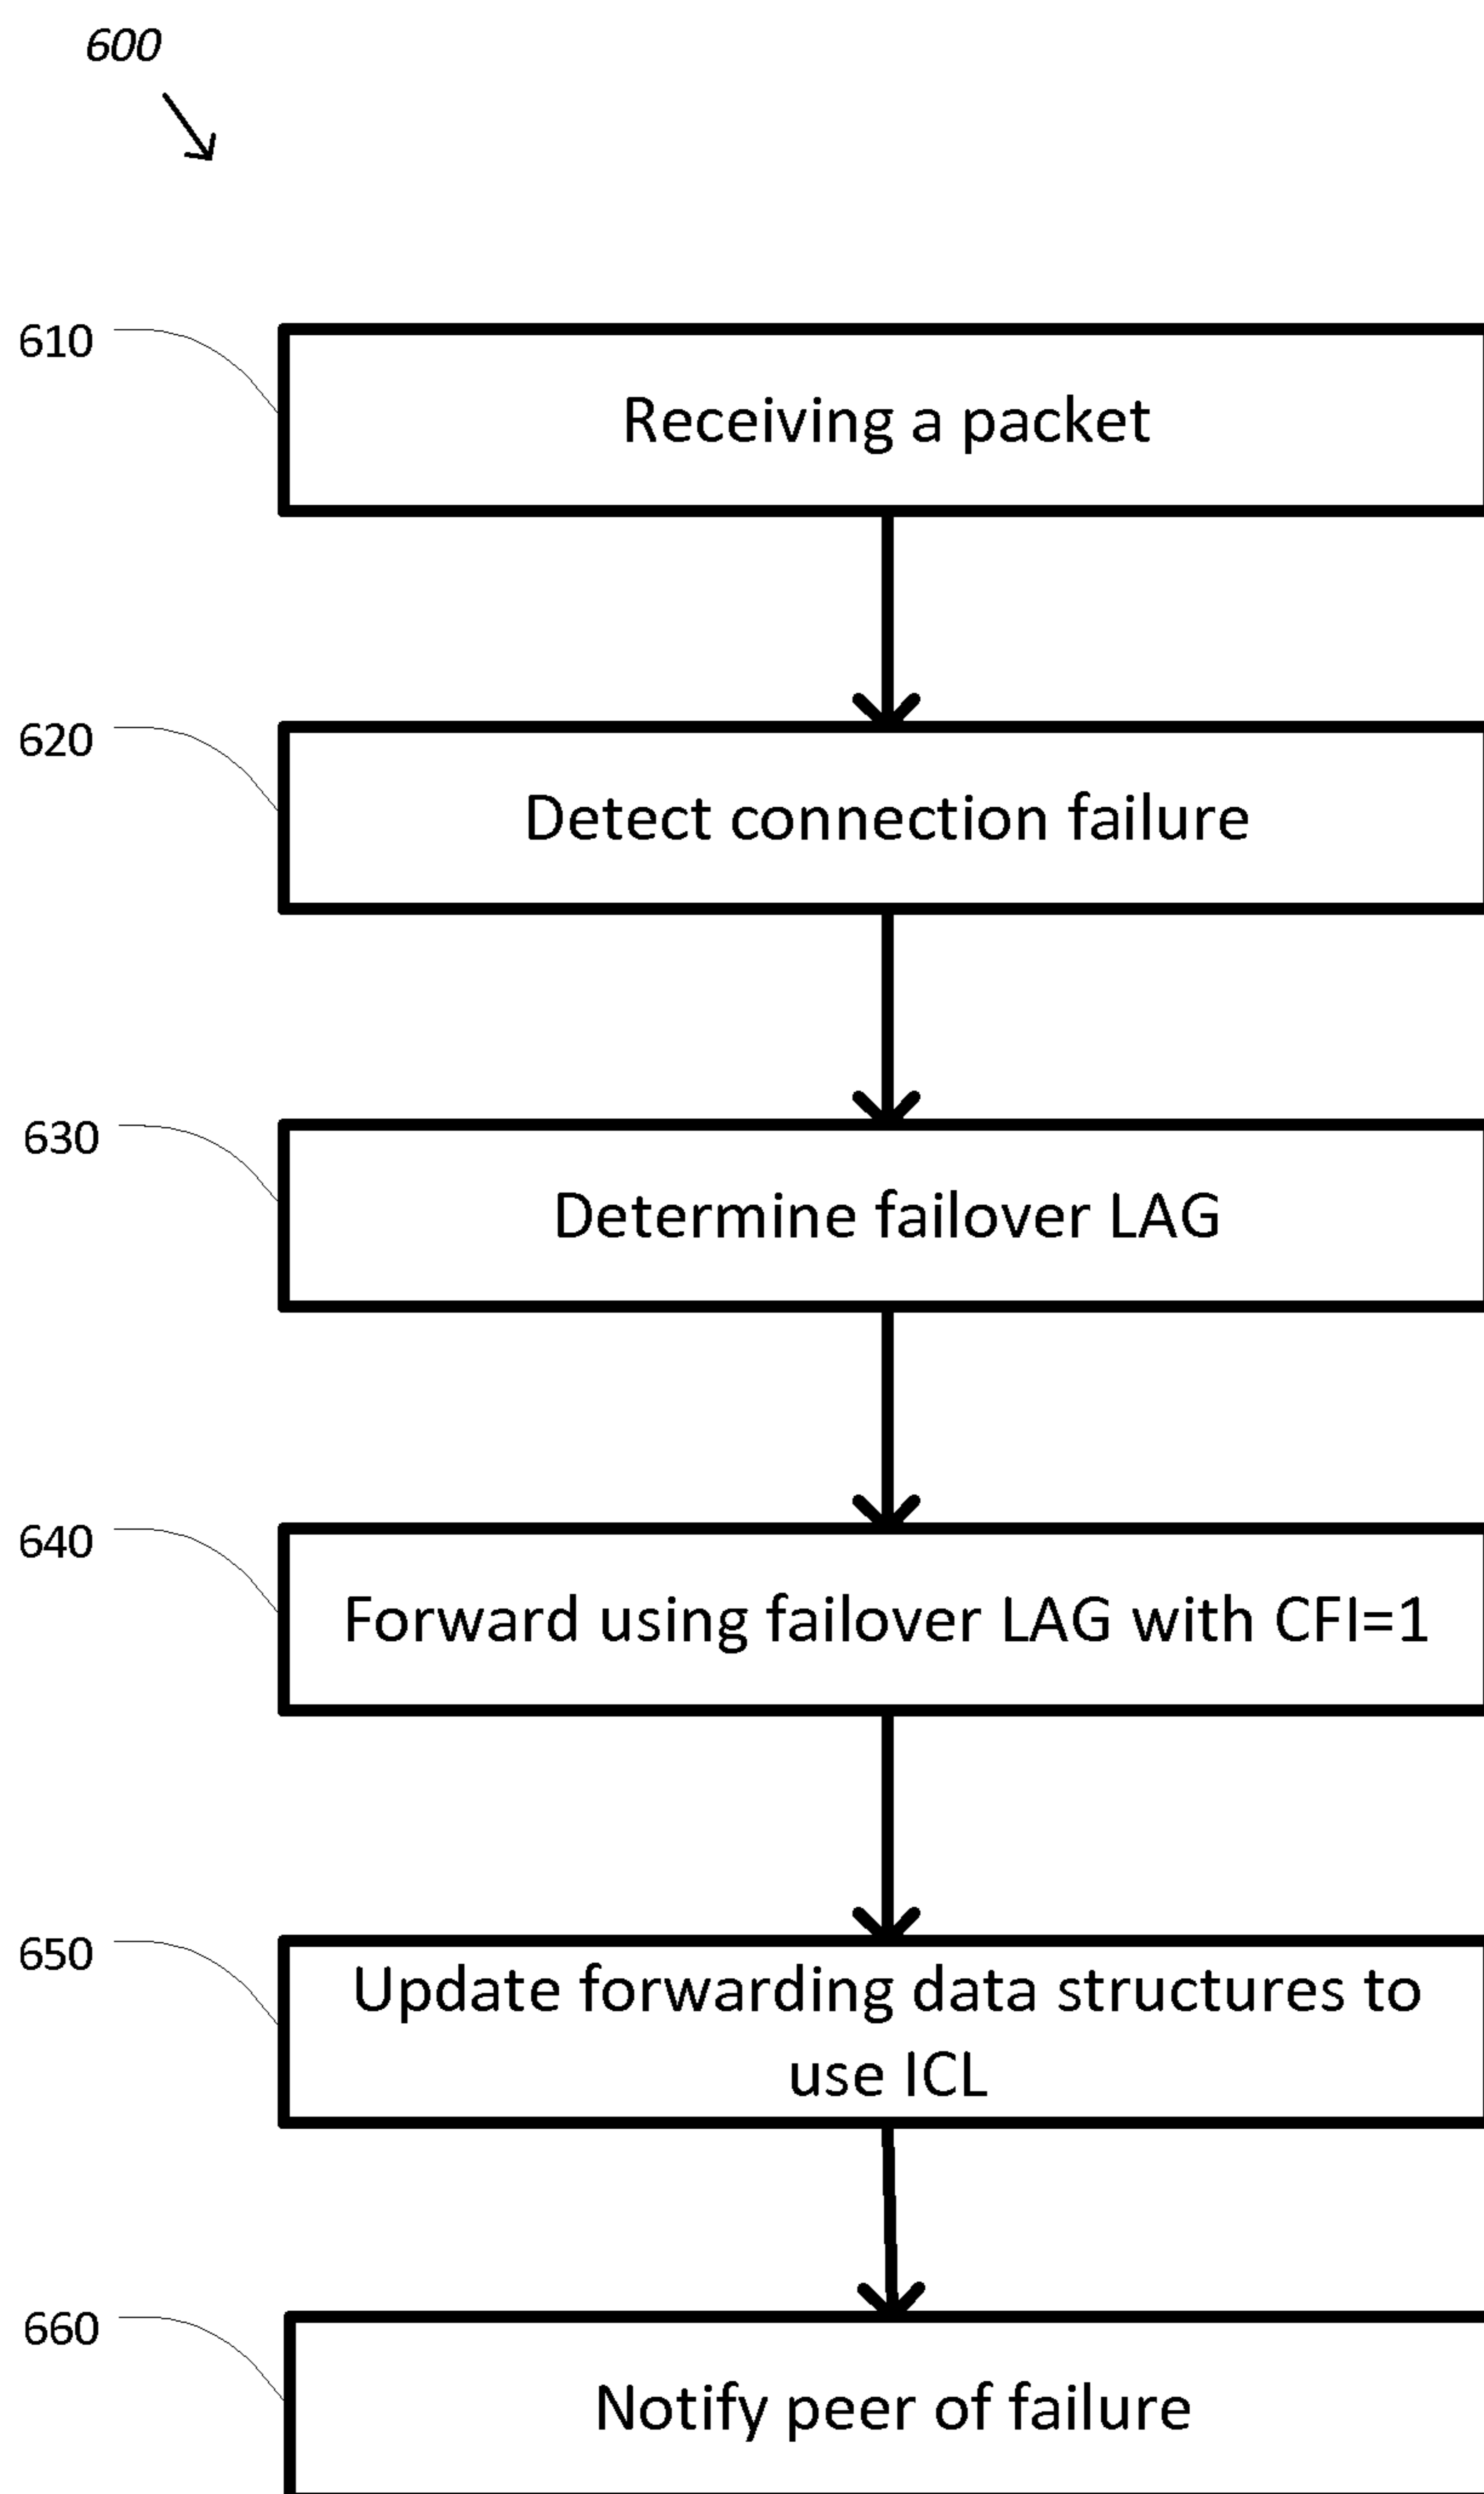 600
610
Receiving a packet
620
Detect connection failure
630
Determine failover LAG
640
Forward using failover LAG with CFI=1
650
Update forwarding data structures to
use ICL
660
Notify peer of failure